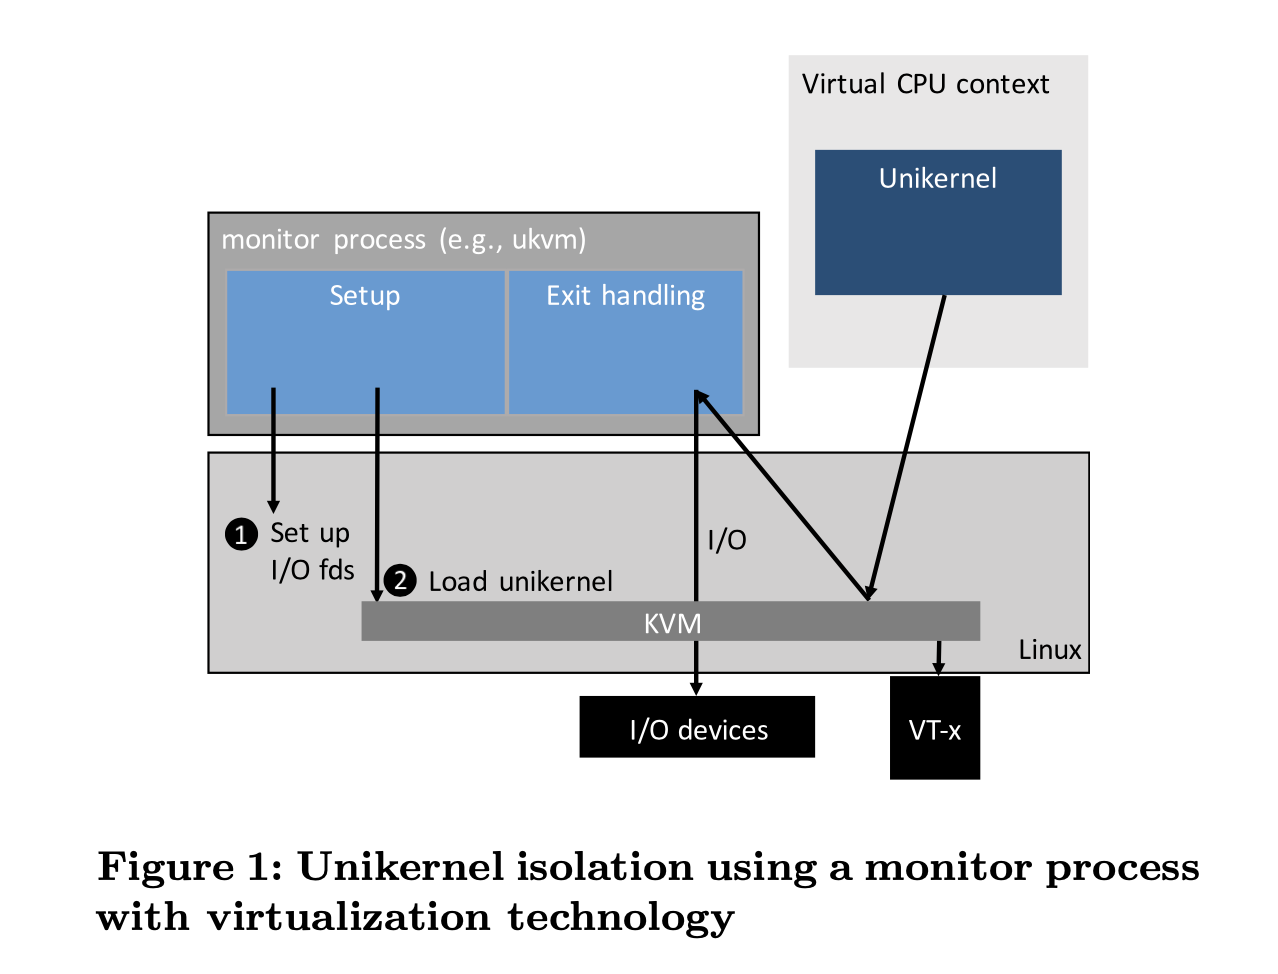 Virtual CPU context
Unikernel
monitor process (e.g., ukvm)
Setup
Exit handling
1 Set up
I/O fds
I/O
2 Load unikernel
KVM
Linux
I/O devices
VT-x
Figure 1: Unikernel isolation using a monitor process
with virtualization technology